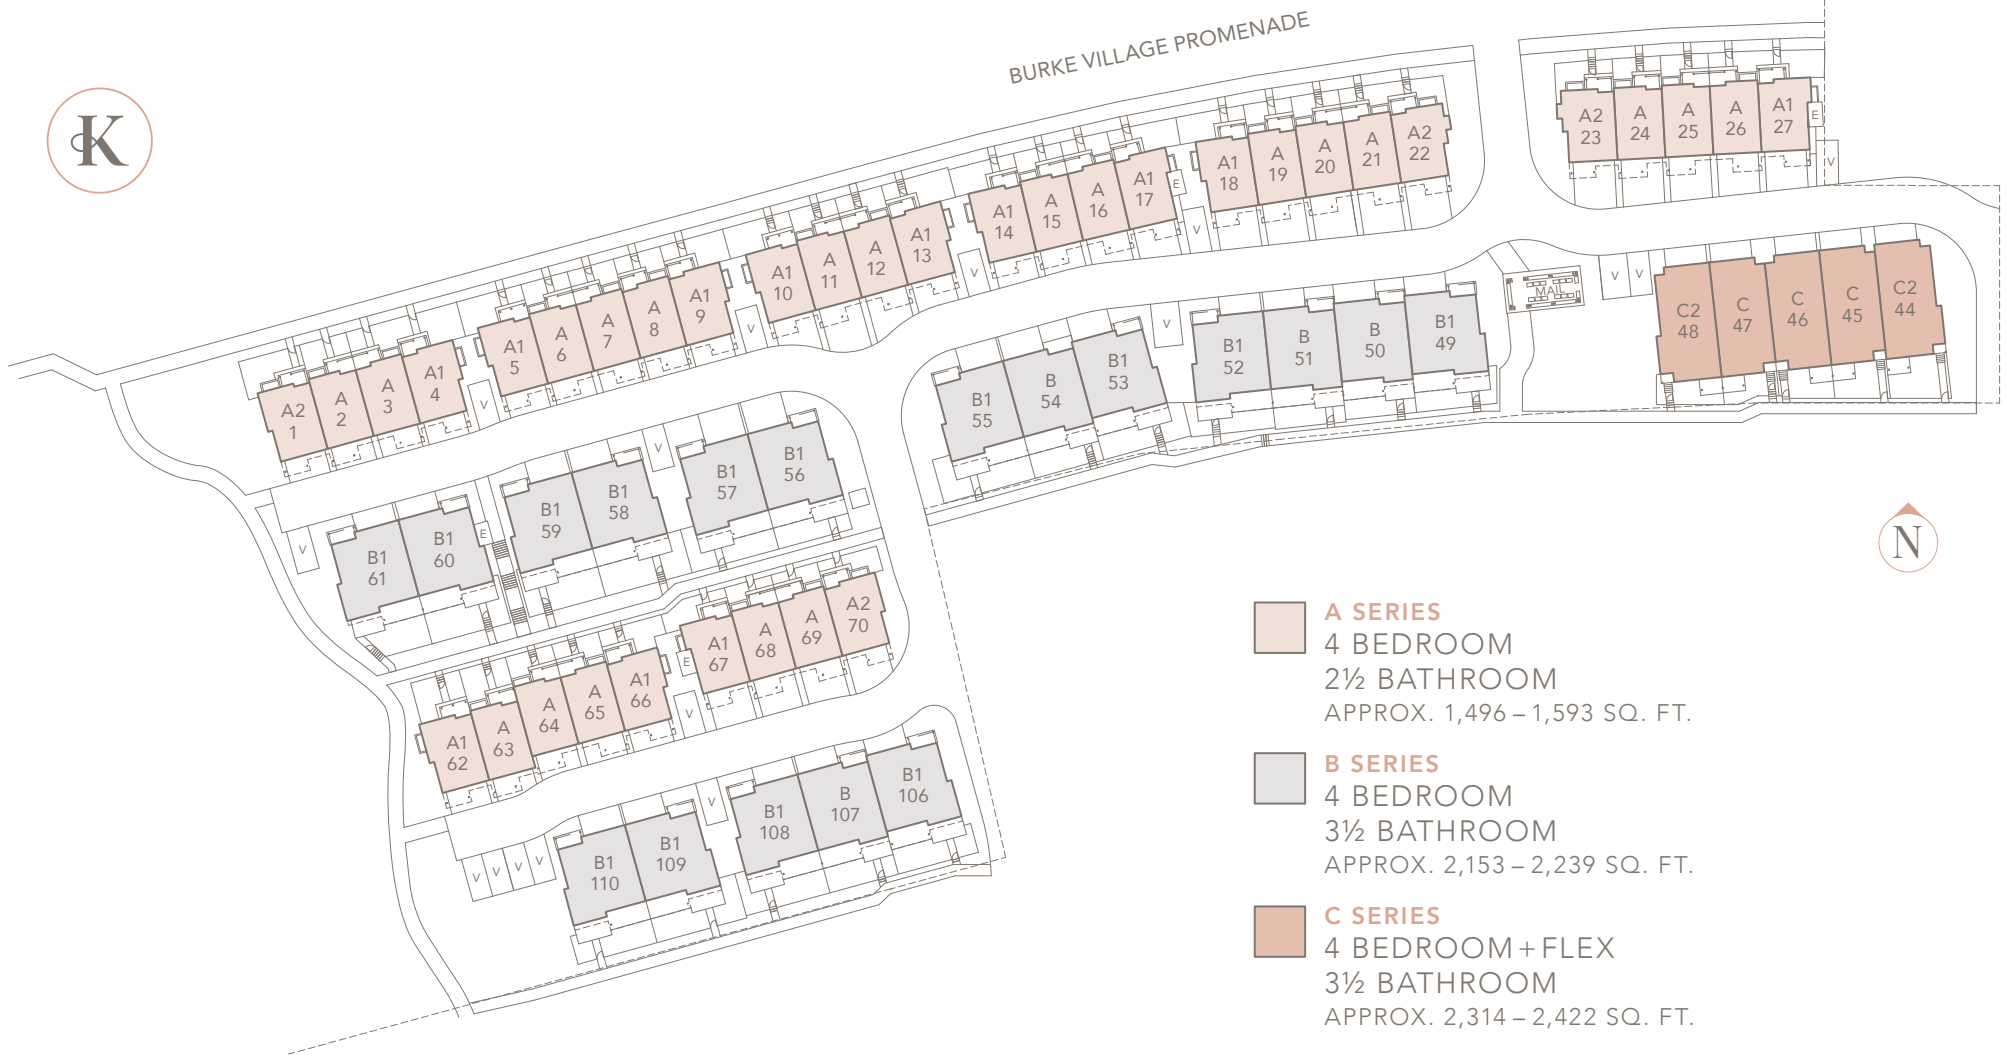 BURKE VILLAGE PROMENADE
K
A2
1
A
2
A
3
A1
4
V
A1
5
A
6
A
7
A
8
A1
9
V
A1
10
A
11
A
12
A1
13
V
A1
14
A
15
A
16
A1
17
E
V
A1
18
A
19
A
20
A
21
A2
22
A2
23
A
24
A
25
A
26
A1
27
E
V
MAIL
V
V
C2
48
C
47
C
46
C
45
C2
44
B1
55
B
54
B1
53
V
B1
52
B
51
B
50
B1
49
V
B1
61
B1
60
E
B1
59
B1
58
V
B1
57
B1
56
A1
62
A
63
A
64
A
65
A1
66
E
V
A1
67
A
68
A
69
A2
70
V
V
V
V
B1
110
B1
109
V
B1
108
B
107
B1
106
N
A SERIES
4 BEDROOM
2½ BATHROOM
APPROX. 1,496 – 1,593 SQ. FT.
B SERIES
4 BEDROOM
3½ BATHROOM
APPROX. 2,153 – 2,239 SQ. FT.
C SERIES
4 BEDROOM + FLEX
3½ BATHROOM
APPROX. 2,314 – 2,422 SQ. FT.